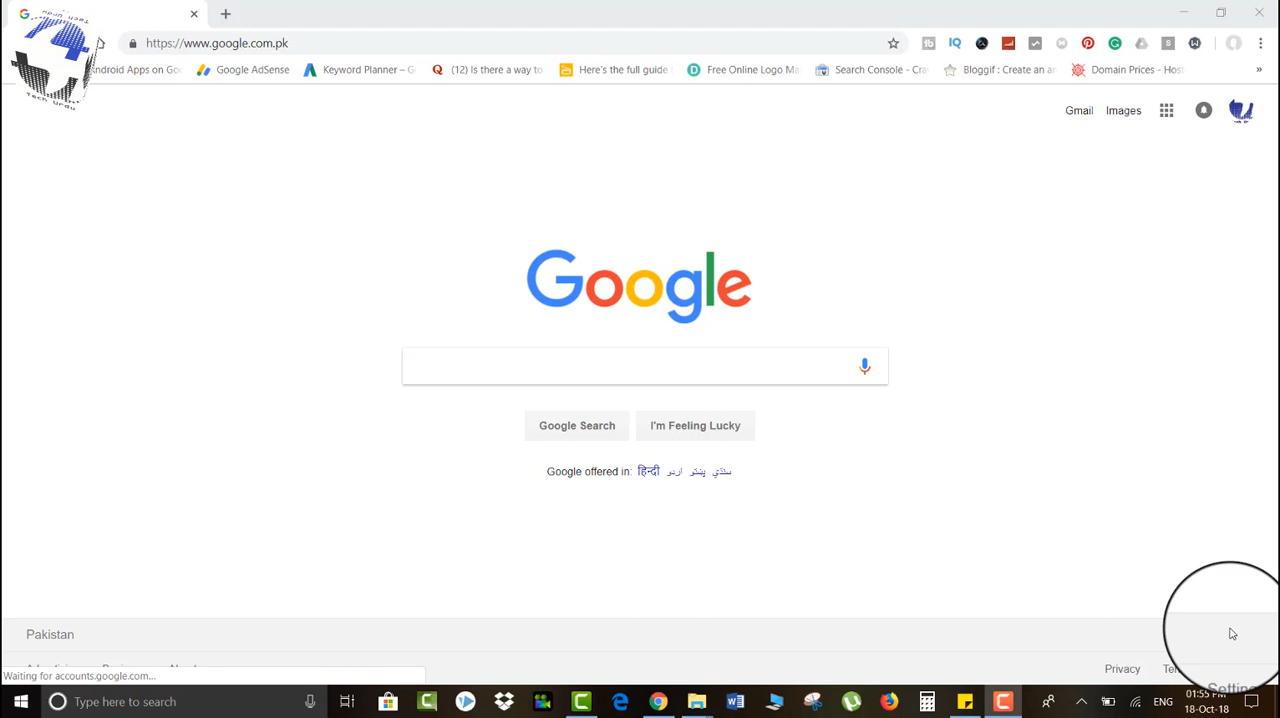 https://www.google.com.pk
Android Apps on Go
Google AdSense
Keyword Planner – G
(12) Is there a way to
Here's the full guide
Free Online Logo Ma
Search Console - Cra
Bloggif : Create an an
Domain Prices - Host
»
Tech Urdu
Gmail
Images
Google
Google Search
I'm Feeling Lucky
Google offered in: हिन्दी اردو پښتو سنڌي
Pakistan
Privacy
Waiting for accounts.google.com...
Type here to search
ENG
01:55 PM
18-Oct-18